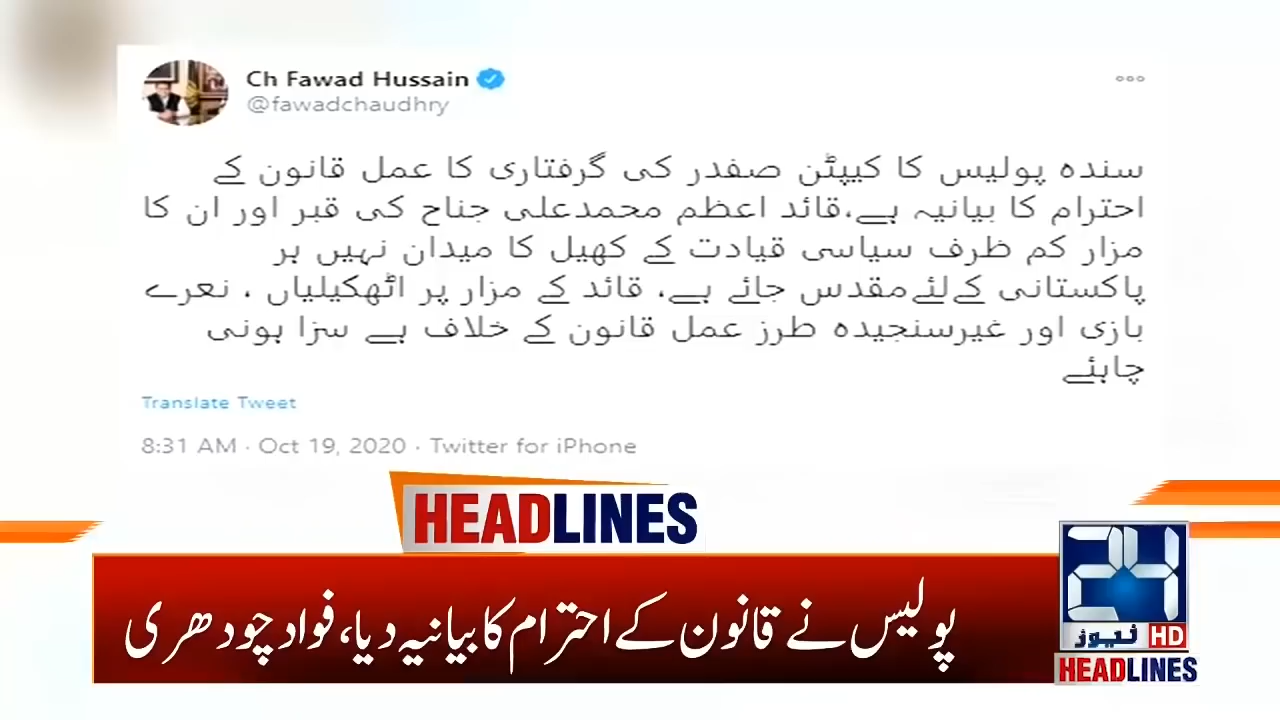 Ch Fawad Hussain
@fawadchaudhry
سندھ پولیس کا کیپٹن صفدر کی گرفتاری کا عمل قانون کے
احترام کا بیانیہ ہے،قائد اعظم محمدعلی جناح کی قبر اور ان کا
مزار کم ظرف سیاسی قیادت کے کھیل کا میدان نہیں ہر
پاکستانی کےلئےمقدس جائے ہے، قائد کے مزار پر اٹھکیلیاں ، نعرے
بازی اور غیرسنجیدہ طرز عمل قانون کے خلاف ہے سزا ہونی
چاہئے
Translate Tweet
8:31 AM · Oct 19, 2020 · Twitter for iPhone
HEADLINES
پولیس نے قانون کے احترام کا بیانیہ دیا، فواد چودھری
24
نیوز HD
HEADLINES